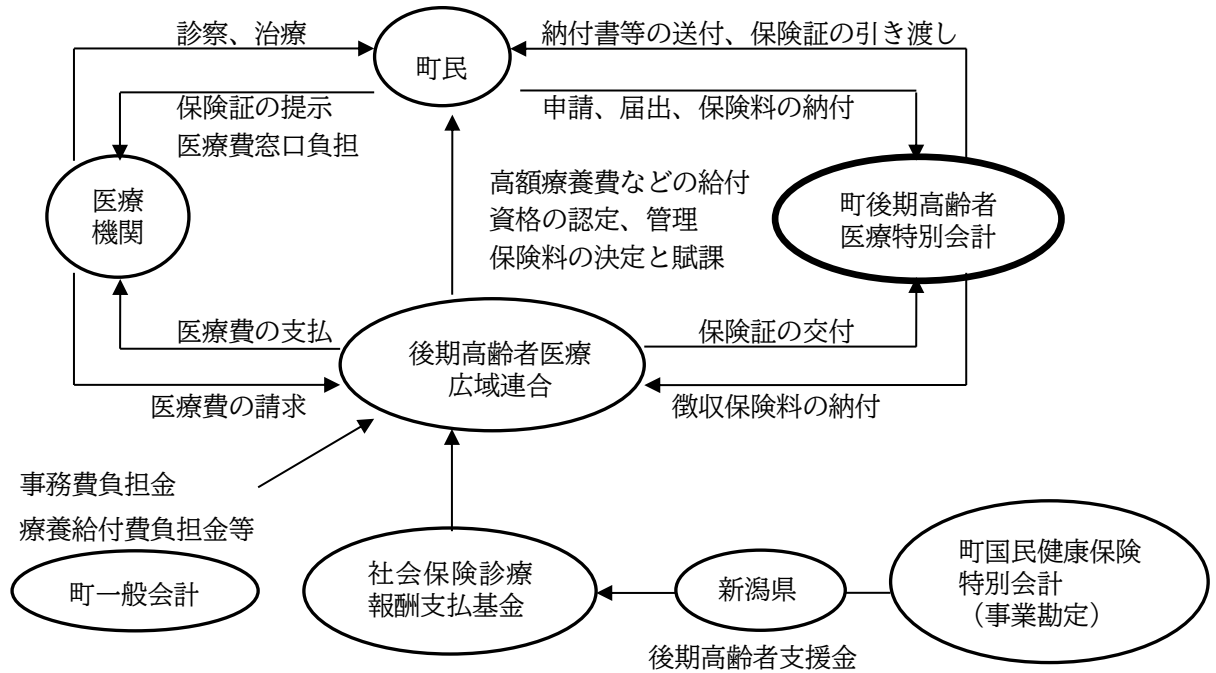 診察、治療
町民
納付書等の送付、保険証の引き渡し
保険証の提示
医療費窓口負担
申請、届出、保険料の納付
医療
機関
高額療養費などの給付
資格の認定、管理
保険料の決定と賦課
町後期高齢者
医療特別会計
医療費の支払
後期高齢者医療
広域連合
保険証の交付
医療費の請求
徴収保険料の納付
事務費負担金
療養給付費負担金等
町一般会計
社会保険診療
報酬支払基金
新潟県
町国民健康保険
特別会計
（事業勘定）
後期高齢者支援金